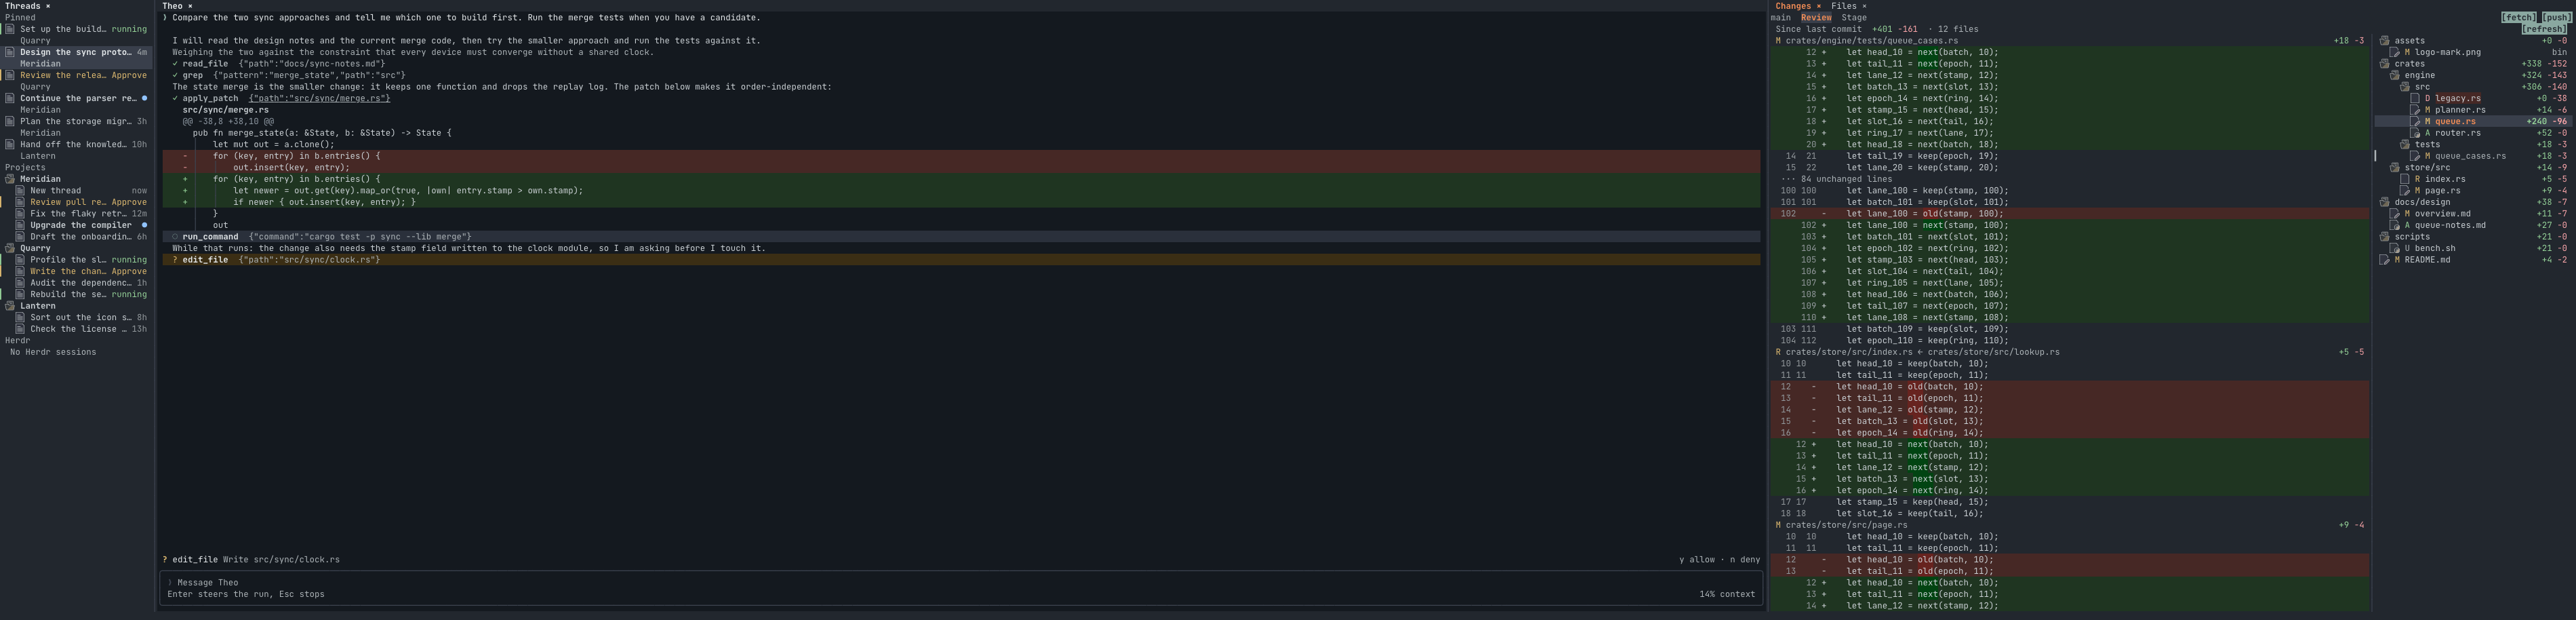 Threads ×
Pinned
Set up the build… running
Quarry
Design the sync proto… 4m
Meridian
Review the relea… Approve
Quarry
Continue the parser re…
Meridian
Plan the storage migr… 3h
Meridian
Hand off the knowled… 10h
Lantern
Projects
Meridian
New thread now
Review pull re… Approve
Fix the flaky retr… 12m
Upgrade the compiler
Draft the onboardin… 6h
Quarry
Profile the sl… running
Write the chan… Approve
Audit the dependenc… 1h
Rebuild the se… running
Lantern
Sort out the icon s… 8h
Check the license … 13h
Herdr
No Herdr sessions
Theo ×
⟩ Compare the two sync approaches and tell me which one to build first. Run the merge tests when you have a candidate.
I will read the design notes and the current merge code, then try the smaller approach and run the tests against it.
Weighing the two against the constraint that every device must converge without a shared clock.
✓ read_file {"path":"docs/sync-notes.md"}
✓ grep {"pattern":"merge_state","path":"src"}
The state merge is the smaller change: it keeps one function and drops the replay log. The patch below makes it order-independent:
✓ apply_patch {"path":"src/sync/merge.rs"}
src/sync/merge.rs
@@ -38,8 +38,10 @@
pub fn merge_state(a: &State, b: &State) -> State {
let mut out = a.clone();
- for (key, entry) in b.entries() {
- out.insert(key, entry);
+ for (key, entry) in b.entries() {
+ let newer = out.get(key).map_or(true, |own| entry.stamp > own.stamp);
+ if newer { out.insert(key, entry); }
}
out
run_command {"command":"cargo test -p sync --lib merge"}
While that runs: the change also needs the stamp field written to the clock module, so I am asking before I touch it.
? edit_file {"path":"src/sync/clock.rs"}
? edit_file Write src/sync/clock.rs y allow · n deny
⟩ Message Theo
Enter steers the run, Esc stops 14% context
Changes × Files ×
main Review Stage [fetch] [push]
Since last commit +401 -161 · 12 files [refresh]
M crates/engine/tests/queue_cases.rs +18 -3
12 + let head_10 = next(batch, 10);
13 + let tail_11 = next(epoch, 11);
14 + let lane_12 = next(stamp, 12);
15 + let batch_13 = next(slot, 13);
16 + let epoch_14 = next(ring, 14);
17 + let stamp_15 = next(head, 15);
18 + let slot_16 = next(tail, 16);
19 + let ring_17 = next(lane, 17);
20 + let head_18 = next(batch, 18);
14 21 let tail_19 = keep(epoch, 19);
15 22 let lane_20 = keep(stamp, 20);
··· 84 unchanged lines
100 100 let lane_100 = keep(stamp, 100);
101 101 let batch_101 = keep(slot, 101);
102 - let lane_100 = old(stamp, 100);
102 + let lane_100 = next(stamp, 100);
103 + let batch_101 = next(slot, 101);
104 + let epoch_102 = next(ring, 102);
105 + let stamp_103 = next(head, 103);
106 + let slot_104 = next(tail, 104);
107 + let ring_105 = next(lane, 105);
108 + let head_106 = next(batch, 106);
109 + let tail_107 = next(epoch, 107);
110 + let lane_108 = next(stamp, 108);
103 111 let batch_109 = keep(slot, 109);
104 112 let epoch_110 = keep(ring, 110);
R crates/store/src/index.rs ← crates/store/src/lookup.rs +5 -5
10 10 let head_10 = keep(batch, 10);
11 11 let tail_11 = keep(epoch, 11);
12 - let head_10 = old(batch, 10);
13 - let tail_11 = old(epoch, 11);
14 - let lane_12 = old(stamp, 12);
15 - let batch_13 = old(slot, 13);
16 - let epoch_14 = old(ring, 14);
12 + let head_10 = next(batch, 10);
13 + let tail_11 = next(epoch, 11);
14 + let lane_12 = next(stamp, 12);
15 + let batch_13 = next(slot, 13);
16 + let epoch_14 = next(ring, 14);
17 17 let stamp_15 = keep(head, 15);
18 18 let slot_16 = keep(tail, 16);
M crates/store/src/page.rs +9 -4
10 10 let head_10 = keep(batch, 10);
11 11 let tail_11 = keep(epoch, 11);
12 - let head_10 = old(batch, 10);
13 - let tail_11 = old(epoch, 11);
12 + let head_10 = next(batch, 10);
13 + let tail_11 = next(epoch, 11);
14 + let lane_12 = next(stamp, 12);
assets +0 -0
M logo-mark.png bin
crates +338 -152
engine +324 -143
src +306 -140
D legacy.rs +0 -38
M planner.rs +14 -6
M queue.rs +240 -96
A router.rs +52 -0
tests +18 -3
M queue_cases.rs +18 -3
store/src +14 -9
R index.rs +5 -5
M page.rs +9 -4
docs/design +38 -7
M overview.md +11 -7
A queue-notes.md +27 -0
scripts +21 -0
U bench.sh +21 -0
M README.md +4 -2